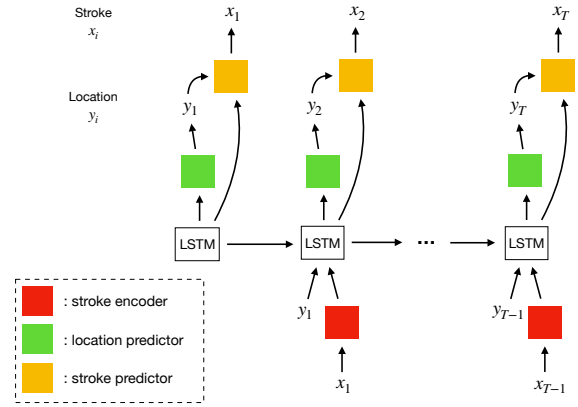 Stroke
x_i
x_1
x_2
x_T
Location
y_i
y_1
y_2
y_T
LSTM
LSTM
...
LSTM
y_1
y_{T-1}
x_1
x_{T-1}
: stroke encoder
: location predictor
: stroke predictor